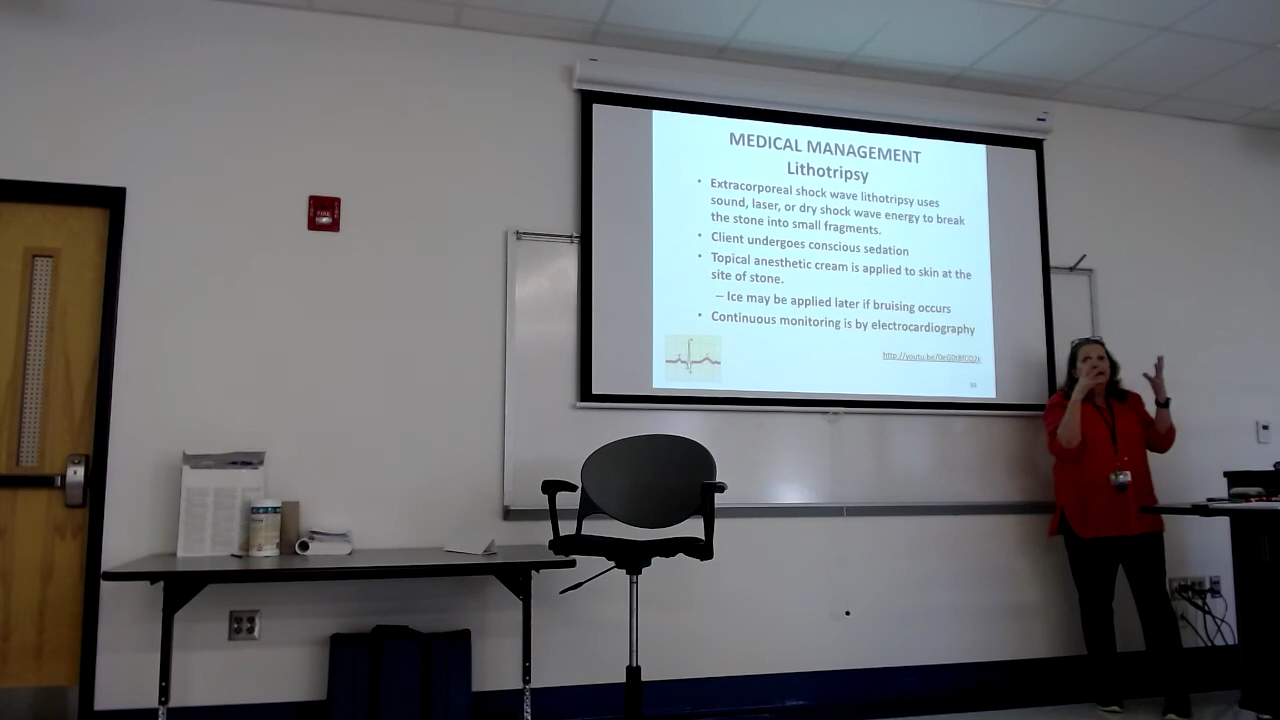 MEDICAL MANAGEMENT
Lithotripsy
• Extracorporeal shock wave lithotripsy uses
sound, laser, or dry shock wave energy to break
the stone into small fragments.
• Client undergoes conscious sedation
• Topical anesthetic cream is applied to skin at the
site of stone.
– Ice may be applied later if bruising occurs
• Continuous monitoring is by electrocardiography